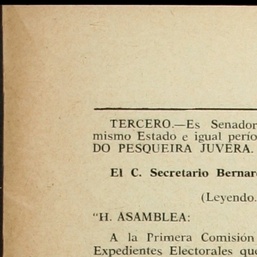 TERCERO.—Es Senador
mismo Estado e igual perío
DO PESQUEIRA JUVERA.
El C. Secretario Bernar
(Leyendo.
"H. ASAMBLEA:
A la Primera Comisión
Expedientes Electorales que